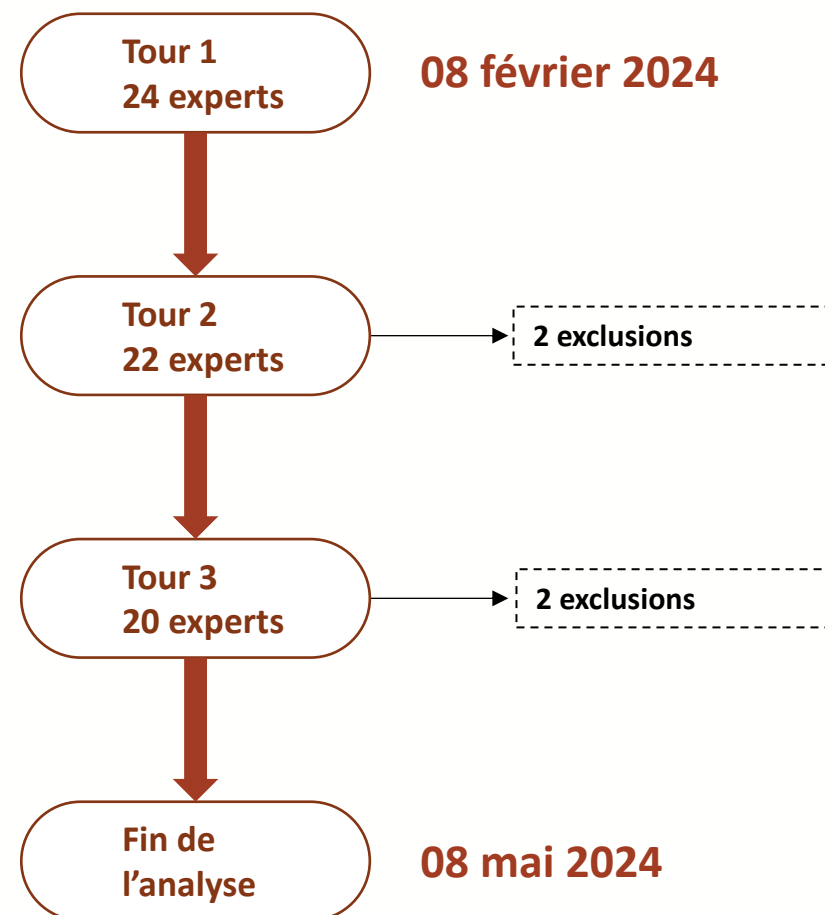 Tour 1
24 experts
08 février 2024
Tour 2
22 experts
2 exclusions
Tour 3
20 experts
2 exclusions
Fin de
l’analyse
08 mai 2024